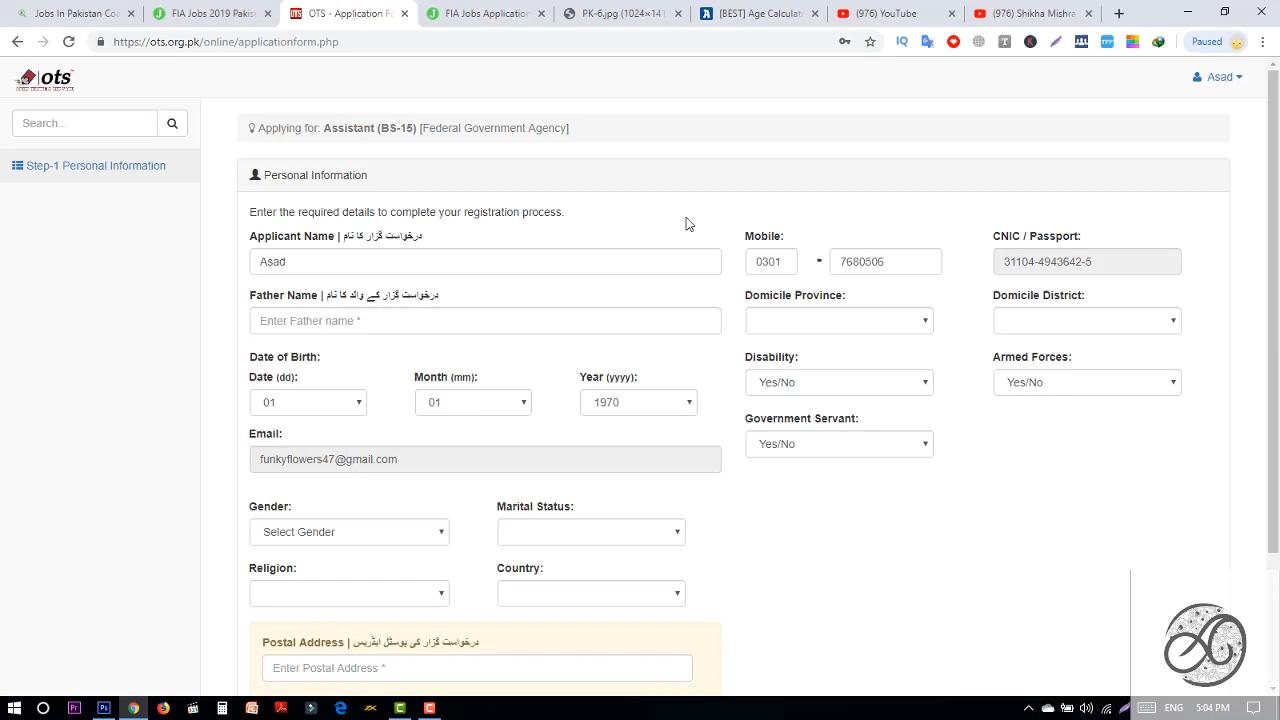 Jobs In Pakistan Co
FIA Jobs 2019 Pakist
OTS - Application Fo
FIA Jobs Application
PK-6.jpg (1024×141
[BEST] Age Calculat
(976) YouTube
(976) Shikha Mishra
https://ots.org.pk/online/applicationform.php
Paused
ots
Asad
Search...
Applying for: Assistant (BS-15) [Federal Government Agency]
Step-1 Personal Information
Personal Information
Enter the required details to complete your registration process.
Applicant Name | درخواست گزار کا نام
Mobile:
CNIC / Passport:
Asad
0301 - 7680506
31104-4943642-5
Father Name | درخواست گزار کے والد کا نام
Domicile Province:
Domicile District:
Enter Father name *
Date of Birth:
Disability:
Armed Forces:
Date (dd):
Month (mm):
Year (yyyy):
Yes/No
Yes/No
01
01
1970
Government Servant:
Email:
Yes/No
funkyflowers47@gmail.com
Gender:
Marital Status:
Select Gender
Religion:
Country:
Postal Address | درخواست گزار کی پوسٹل ایڈریس
Enter Postal Address *
ENG
5:04 PM